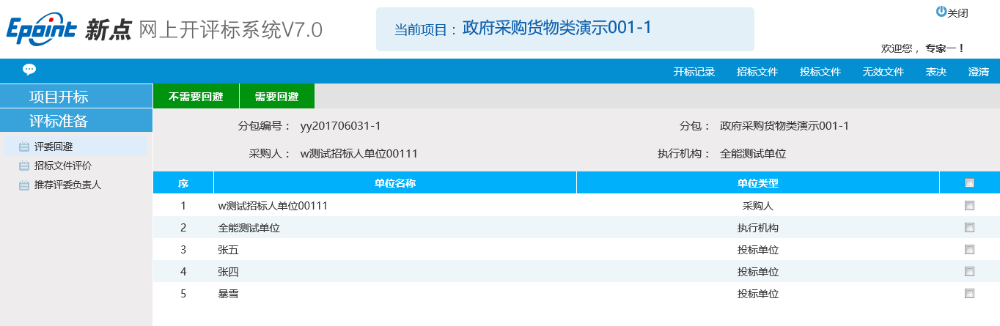 关闭
Epoint 新点 网上开评标系统V7.0
当前项目： 政府采购货物类演示001-1
欢迎您， 专家一！
开标记录 招标文件 投标文件 无效文件 表决 澄清
项目开标
不需要回避 需要回避
评标准备
分包编号： yy201706031-1 分包： 政府采购货物类演示001-1
评委回避
采购人： w测试招标人单位00111 执行机构： 全能测试单位
招标文件评价
推荐评委负责人
序 单位名称 单位类型
1 w测试招标人单位00111 采购人
2 全能测试单位 执行机构
3 张五 投标单位
4 张四 投标单位
5 暴雪 投标单位